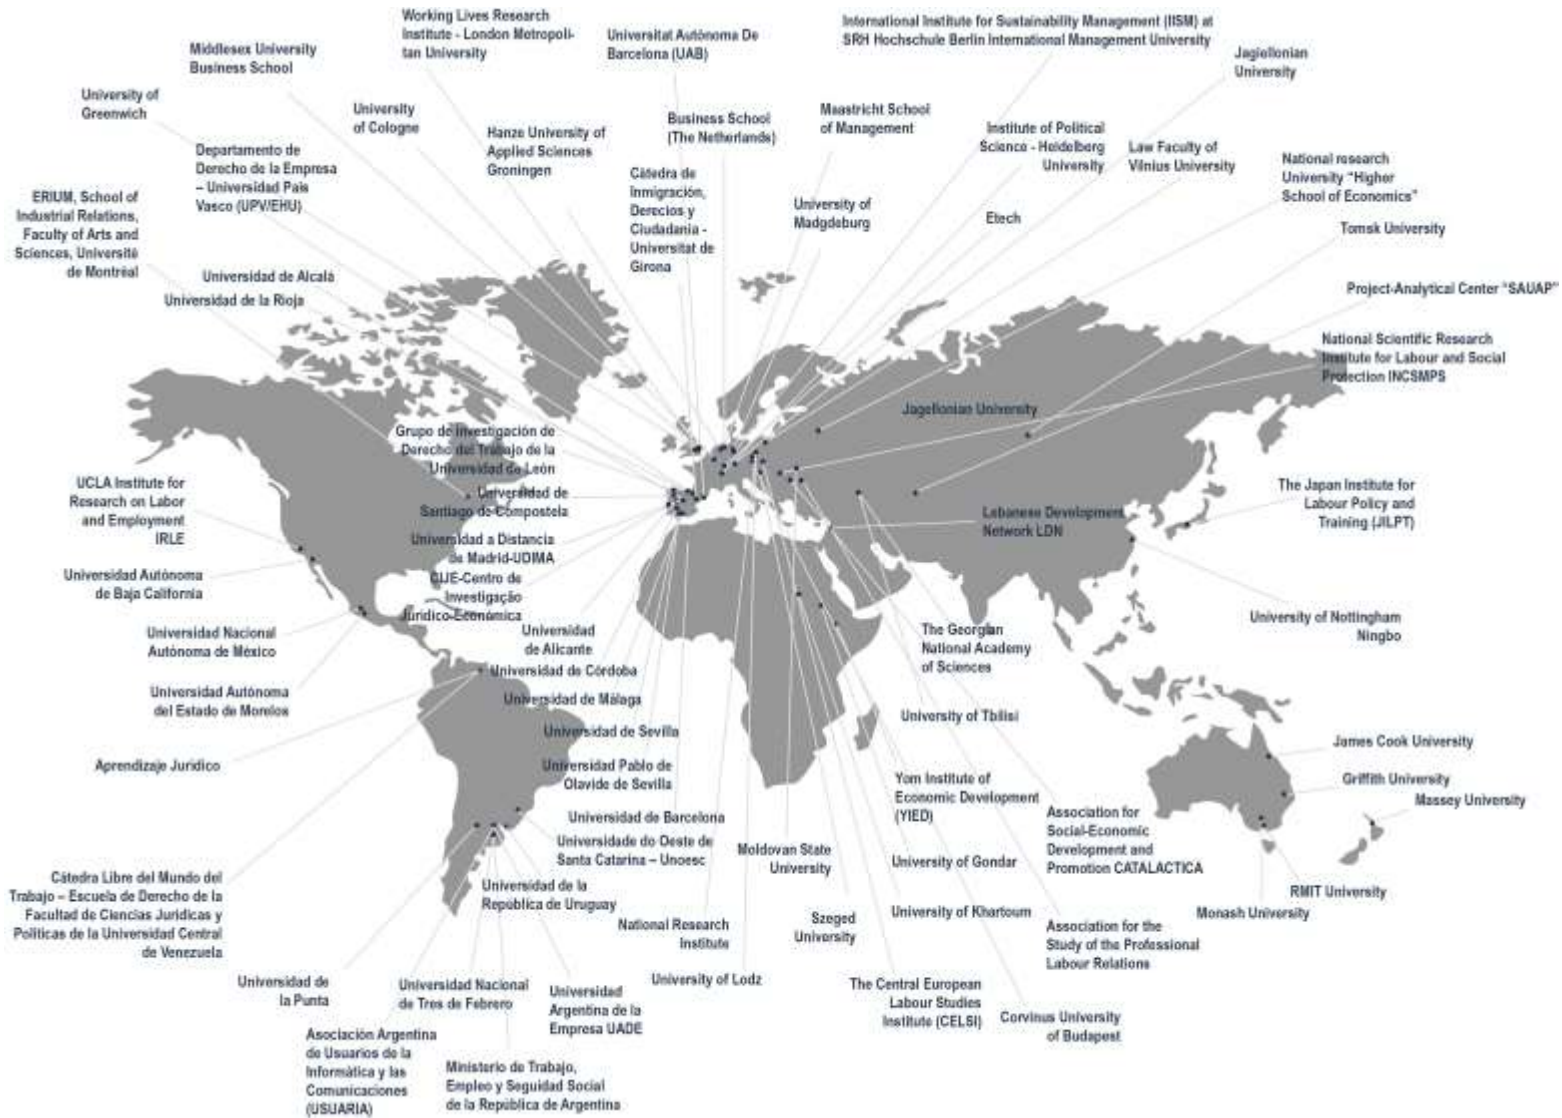 Working Lives Research
Institute - London Metropoli-
tan University
Universitat Autònoma De
Barcelona (UAB)
International Institute for Sustainability Management (IISM) at
SRH Hochschule Berlin International Management University
Middlesex University
Business School
Jagiellonian
University
University of
Greenwich
University
of Cologne
Hanze University of
Applied Sciences
Groningen
Business School
(The Netherlands)
Maastricht School
of Management
Institute of Political
Science - Heidelberg
University
Law Faculty of
Vilnius University
National research
University “Higher
School of Economics”
Departamento de
Derecho de la Empresa
– Universidad Pais
Vasco (UPV/EHU)
Cátedra de
Inmigración,
Derecios y
Ciudadania -
Universitat de
Girona
University of
Madgdeburg
Etech
Tomsk University
ERIUM, School of
Industrial Relations,
Faculty of Arts and
Sciences, Université
de Montréal
Universidad de Alcalá
Universidad de la Rioja
Project-Analytical Center “SAUAP”
National Scientific Research
Institute for Labour and Social
Protection INCSMPS
Jagellonian University
Grupo de Investigación de
Derecho del Trabajo de la
Universidad de León
UCLA Institute for
Research on Labor
and Employment
IRLE
Universidad de
Santiago de Compostela
Lebanese Development
Network LDN
The Japan Institute for
Labour Policy and
Training (JILPT)
Universidad a Distancia
de Madrid-UDIMA
Universidad Autónoma
de Baja California
CIJE-Centro de
Investigação
Jurídico-Económica
Universidad Nacional
Autónoma de México
Universidad
de Alicante
The Georgian
National Academy
of Sciences
University of Nottingham
Ningbo
Universidad de Córdoba
Universidad Autónoma
del Estado de Morelos
Universidad de Málaga
University of Tbilisi
Universidad de Sevilla
James Cook University
Aprendizaje Jurídico
Universidad Pablo de
Olavide de Sevilla
Yom Institute of
Economic Development
(YIED)
Griffith University
Massey University
Universidad de Barcelona
Association for
Social-Economic
Development and
Promotion CATALACTICA
Universidade do Oeste de
Santa Catarina – Unoesc
Moldovan State
University
University of Gondar
Cátedra Libre del Mundo del
Trabajo – Escuela de Derecho de la
Facultad de Ciencias Jurídicas y
Políticas de la Universidad Central
de Venezuela
Universidad de la
República de Uruguay
RMIT University
Monash University
National Research
Institute
Szeged
University
University of Khartoum
Association for the
Study of the Professional
Labour Relations
Universidad de
la Punta
Universidad Nacional
de Tres de Febrero
Universidad
Argentina de la
Empresa UADE
University of Lodz
The Central European
Labour Studies
Institute (CELSI)
Corvinus University
of Budapest
Asociación Argentina
de Usuarios de la
Informática y las
Comunicaciones
(USUARIA)
Ministerio de Trabajo,
Empleo y Seguidad Social
de la República de Argentina